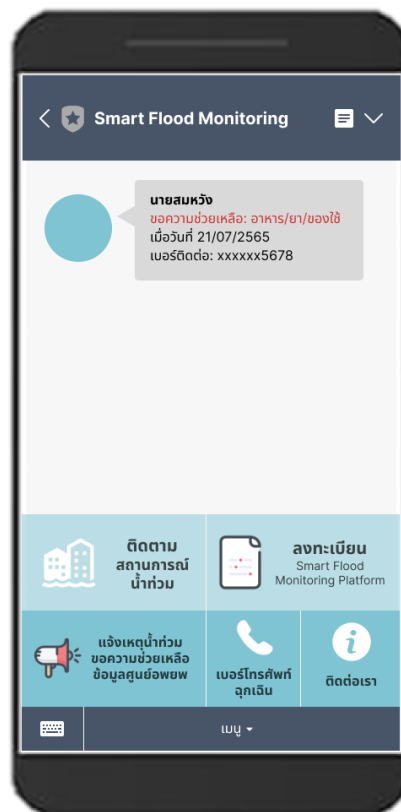 Smart Flood Monitoring
นายสมหวัง
ขอความช่วยเหลือ: อาหาร/ยา/ของใช้
เมื่อวันที่ 21/07/2565
เบอร์ติดต่อ: xxxxxx5678
ติดตาม
สถานการณ์
น้ำท่วม
ลงทะเบียน
Smart Flood
Monitoring Platform
แจ้งเหตุน้ำท่วม
ขอความช่วยเหลือ
ข้อมูลศูนย์อพยพ
เบอร์โทรศัพท์
ฉุกเฉิน
ติดต่อเรา
เมนู